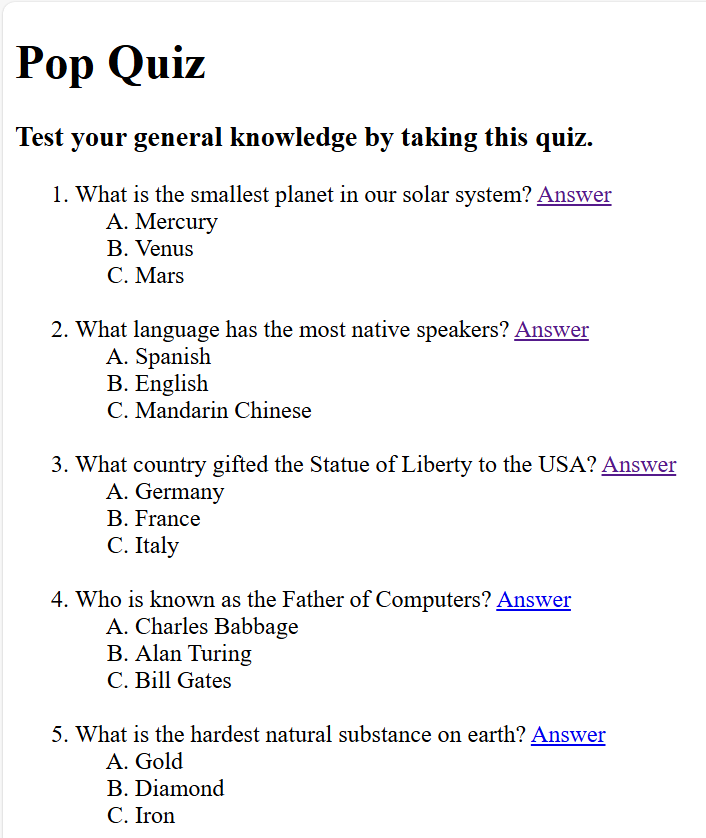 Pop Quiz
Test your general knowledge by taking this quiz.
1. What is the smallest planet in our solar system? Answer
A. Mercury
B. Venus
C. Mars
2. What language has the most native speakers? Answer
A. Spanish
B. English
C. Mandarin Chinese
3. What country gifted the Statue of Liberty to the USA? Answer
A. Germany
B. France
C. Italy
4. Who is known as the Father of Computers? Answer
A. Charles Babbage
B. Alan Turing
C. Bill Gates
5. What is the hardest natural substance on earth? Answer
A. Gold
B. Diamond
C. Iron